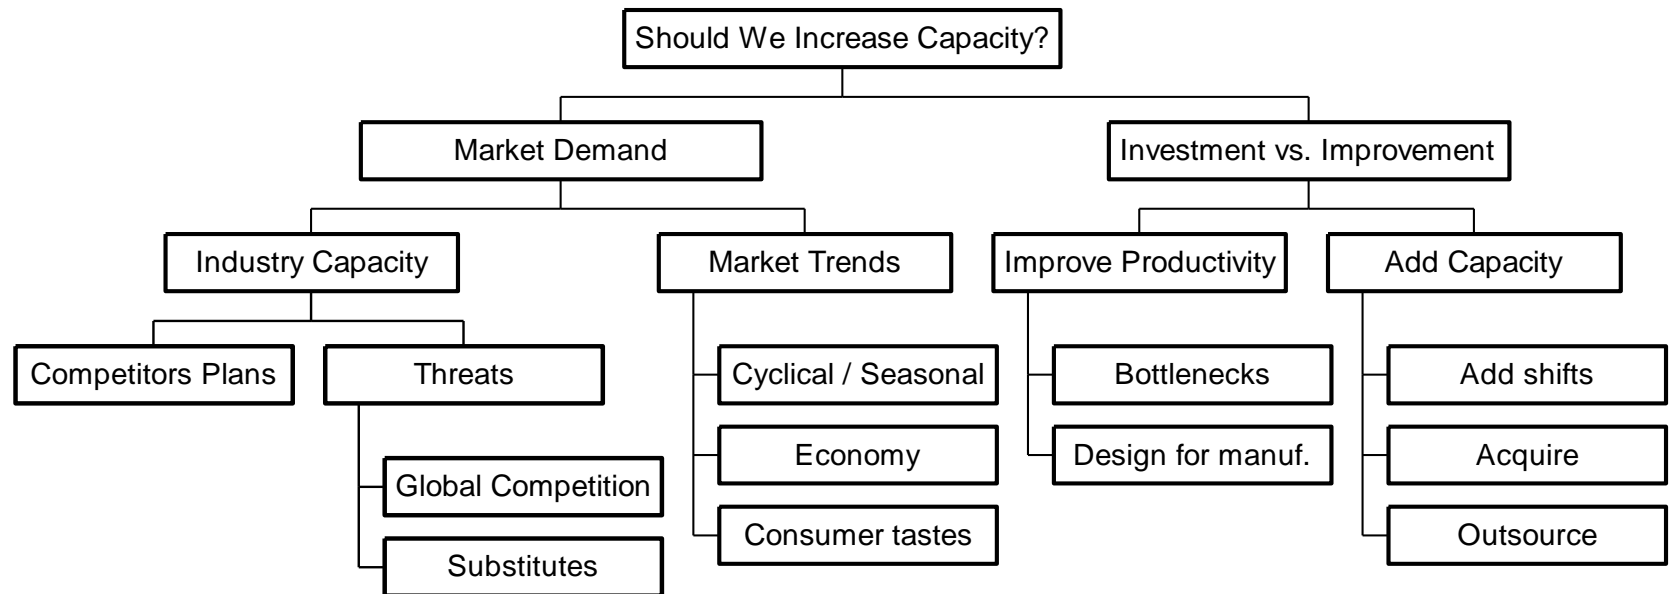 Should We Increase Capacity?
Market Demand
Investment vs. Improvement
Industry Capacity
Market Trends
Improve Productivity
Add Capacity
Competitors Plans
Threats
Cyclical / Seasonal
Bottlenecks
Add shifts
Economy
Design for manuf.
Acquire
Global Competition
Consumer tastes
Outsource
Substitutes